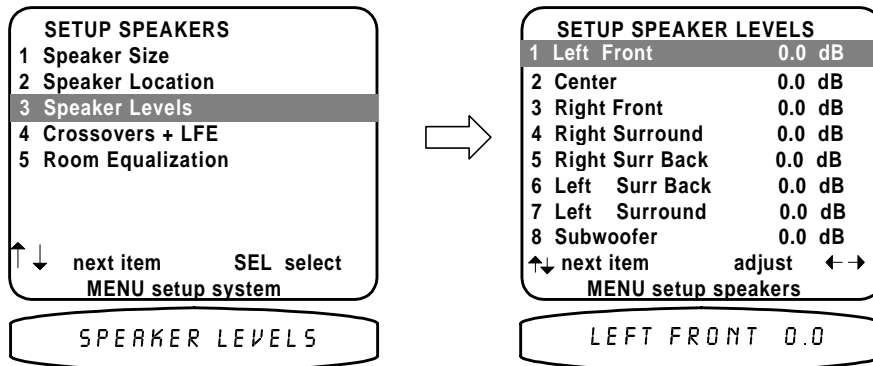 SETUP SPEAKERS
1 Speaker Size
2 Speaker Location
3 Speaker Levels
4 Crossovers + LFE
5 Room Equalization
↑↓ next item SEL select
MENU setup system
SPEAKER LEVELS
SETUP SPEAKER LEVELS
1 Left Front 0.0 dB
2 Center 0.0 dB
3 Right Front 0.0 dB
4 Right Surround 0.0 dB
5 Right Surr Back 0.0 dB
6 Left Surr Back 0.0 dB
7 Left Surround 0.0 dB
8 Subwoofer 0.0 dB
↑↓ next item adjust ←→
MENU setup speakers
LEFT FRONT 0.0